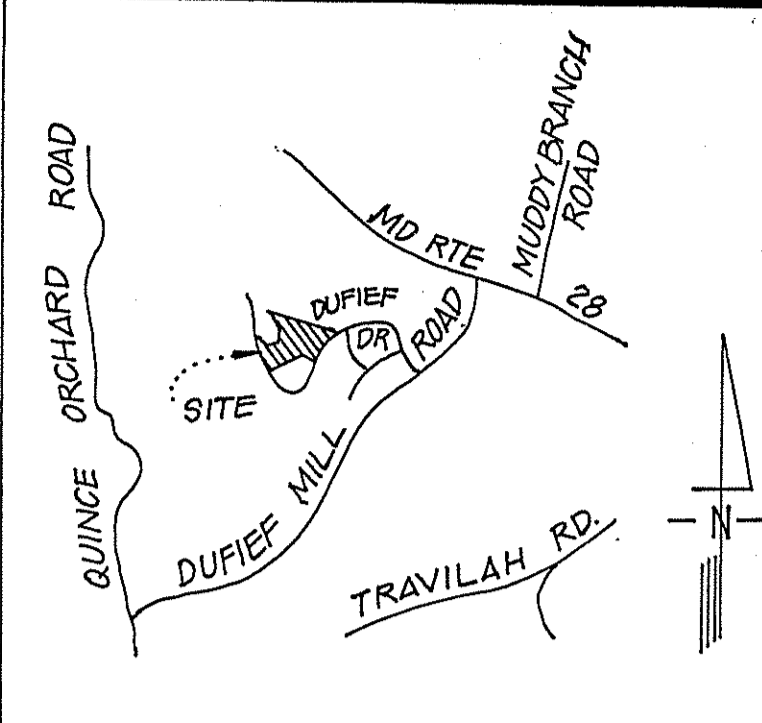 QUINCE ORCHARD ROAD
MUDDY BRANCH
ROAD
MD RTE
28
DUFIEF
DR
ROAD
SITE
DUFIEF MILL
TRAVILAH RD.
N